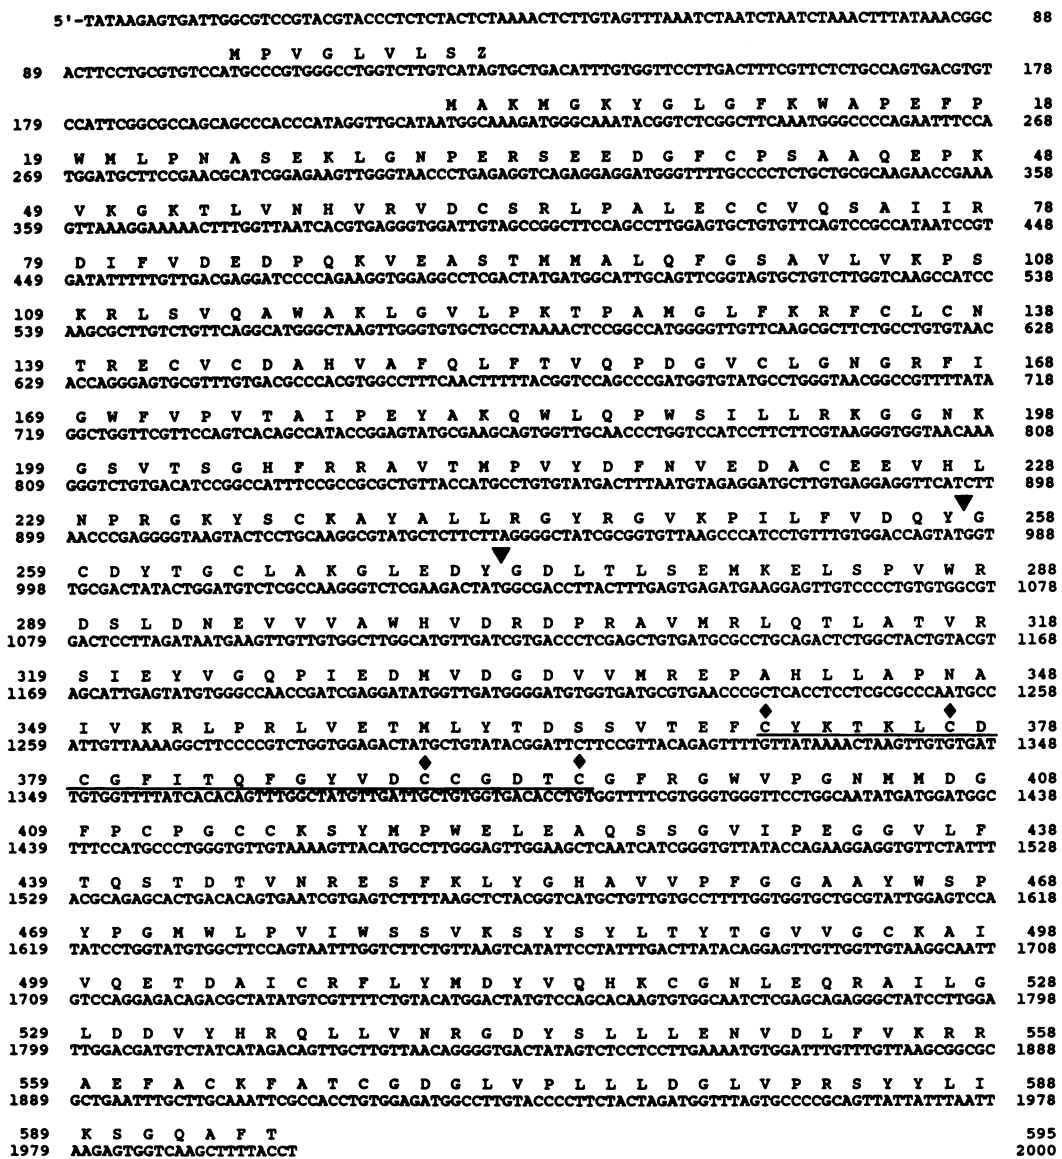 5'-TATAAGAGTGATTGGCGTCCGTACGTACCCTCTCTACTCTAAAACTCTTGTAGTTTAAATCTAATCTAATCTAAACTTTATAAACGGC 88
M P V G L V L S Z
89 ACTTCCTGCGTGTCCATGCCCGTGGGCCTGGTCTTGTCATAGTGCTGACATTTGTGGTTCCTTGACTTTCGTTCTCTGCCAGTGACGTGT 178
M A K M G K Y G L G F K W A P E F P 18
179 CCATTCGGCGCCAGCAGCCCACCCATAGGTTGCATAATGGCAAAGATGGGCAAATACGGTCTCGGCTTCAAATGGGCCCCAGAATTTCCA 268
19 W M L P N A S E K L G N P E R S E E D G F C P S A A Q E P K 48
269 TGGATGCTTCCGAACGCATCGGAGAAGTTGGGTAACCCTGAGAGGTCAGAGGAGGATGGGTTTTGCCCCTCTGCTGCGCAAGAACCGAAA 358
49 V K G K T L V N H V R V D C S R L P A L E C C V Q S A I I R 78
359 GTTAAAGGAAAAACTTTGGTTAATCACGTGAGGGTGGATTGTAGCCGGCTTCCAGCTTTGGAGTGCTGTGTTCAGTCCGCCATAATCCGT 448
79 D I F V D E D P Q K V E A S T M M A L Q F G S A V L V K P S 108
449 GATATTTTTGTTGACGAGGATCCCCAGAAGGTGGAGGCCTCGACTATGATGGCATTGCAGTTCGGTAGTGCTGTCTTGGTCAAGCCATCC 538
109 K R L S V Q A W A K L G V L P K T P A M G L F K R F C L C N 138
539 AAGCGCTTGTCTGTTCAGGCATGGGCTAAGTTGGGTGTGCTGCCTAAAACTCCGGCCATGGGGTTGTTCAAGCGCTTCTGCCTGTGTAAC 628
139 T R E C V C D A H V A F Q L F T V Q P D G V C L G N G R F I 168
629 ACCAGGGAGTGCGTTTGTGACGCCCACGTGGCCTTTCAACTTTTTACGGTCCAGCCCGATGGTGTATGCCTGGGTAACGGCCGTTTTATA 718
169 G W F V P V T A I P E Y A K Q W L Q P W S I L L R K G G N K 198
719 GGCTGGTTCGTTCCAGTCACAGCCATACCGGAGTATGCGAAGCAGTGGTTGCAACCCTGGTCCATCCTTCTTCGTAAGGGTGGTAACAAA 808
199 G S V T S G H F R R A V T M P V Y D F N V E D A C E E V H L 228
809 GGGTCTGTGACATCCGGCCATTTCCGCCGCGCTGTTACCATGCCTGTGTATGACTTTAATGTAGAGGATGCTTGTGAGGAGGTTCATCTT 898
229 N P R G K Y S C K A Y A L L R G Y R G V K P I L F V D Q Y G 258
899 AACCCGAGGGGTAAGTACTCCTGCAAGGCGTATGCTCTTCTTAGGGGCTATCGCGGTGTTAAGCCCATCCTGTTTGTGGACCAGTATGGT 988
259 C D Y T G C L A K G L E D Y G D L T L S E M K E L S P V W R 288
998 TGCGACTATACTGGATGTCTCGCCAAGGGTCTCGAAGACTATGGCGACCTTACTTTGAGTGAGATGAAGGAGTTGTCCCCTGTGTGGCGT 1078
289 D S L D N E V V V A W H V D R D P R A V M R L Q T L A T V R 318
1079 GACTCCTTAGATAATGAAGTTGTTGTGGCTTGGCATGTTGATCGTGACCCTCGAGCTGTGATGCGCCTGCAGACTCTGGCTACTGTACGT 1168
319 S I E Y V G Q P I E D M V D G D V V M R E P A H L L A P N A 348
1169 AGCATTGAGTATGTGGGCCAACCGATCGAGGATATGGTTGATGGGGATGTGGTGATGCGTGAACCCGCTCACCTCCTCGCGCCCAATGCC 1258
349 I V K R L P R L V E T M L Y T D S S V T E F C Y K T K L C D 378
1259 ATTGTTAAAAGGCTTCCCCGTCTGGTGGAGACTATGCTGTATACGGATTCTTCCGTTACAGAGTTTTGTTATAAAACTAAGTTGTGTGAT 1348
379 C G F I T Q F G Y V D C C G D T C G F R G W V P G N M M D G 408
1349 TGTGGTTTTATCACACAGTTTGGCTATGTTGATTGCTGTGGTGACACCTGTGGTTTTCGTGGGTGGGTTCCTGGCAATATGATGGATGGC 1438
409 F P C P G C C K S Y M P W E L E A Q S S G V I P E G G V L F 438
1439 TTTCCATGCCCTGGGTGTTGTAAAAGTTACATGCCTTGGGAGTTGGAAGCTCAATCATCGGGTGTTATACCAGAAGGAGGTGTTCTATTT 1528
439 T Q S T D T V N R E S F K L Y G H A V V P F G G A A Y W S P 468
1529 ACGCAGAGCACTGACACAGTGAATCGTGAGTCTTTTAAGCTCTACGGTCATGCTGTTGTGCCTTTTGGTGGTGCTGCGTATTGGAGTCCA 1618
469 Y P G M W L P V I W S S V K S Y S Y L T Y T G V V G C K A I 498
1619 TATCCTGGTATGTGGCTTCCAGTAATTTGGTCTTCTGTTAAGTCATATTCCTATTTGACTTATACAGGAGTTGTTGGTTGTAAGGCAATT 1708
499 V Q E T D A I C R F L Y M D Y V Q H K C G N L E Q R A I L G 528
1709 GTCCAGGAGACAGACGCTATATGTCGTTTTCTGTACATGGACTATGTCCAGCACAAGTGTGGCAATCTCGAGCAGAGGGCTATCCTTGGA 1798
529 L D D V Y H R Q L L V N R G D Y S L L L E N V D L F V K R R 558
1799 TTGGACGATGTCTATCATAGACAGTTGCTTGTTAACAGGGGTGACTATAGTCTCCTCCTTGAAAATGTGGATTTGTTTGTTAAGCGGCGC 1888
559 A E F A C K F A T C G D G L V P L L L D G L V P R S Y Y L I 588
1889 GCTGAATTTGCTTGCAAATTCGCCACCTGTGGAGATGGCCTTGTACCCCTTCTACTAGATGGTTTAGTGCCCCGCAGTTATTATTTAATT 1978
589 K S G Q A F T 595
1979 AAGAGTGGTCAAGCTTTTACCT 2000